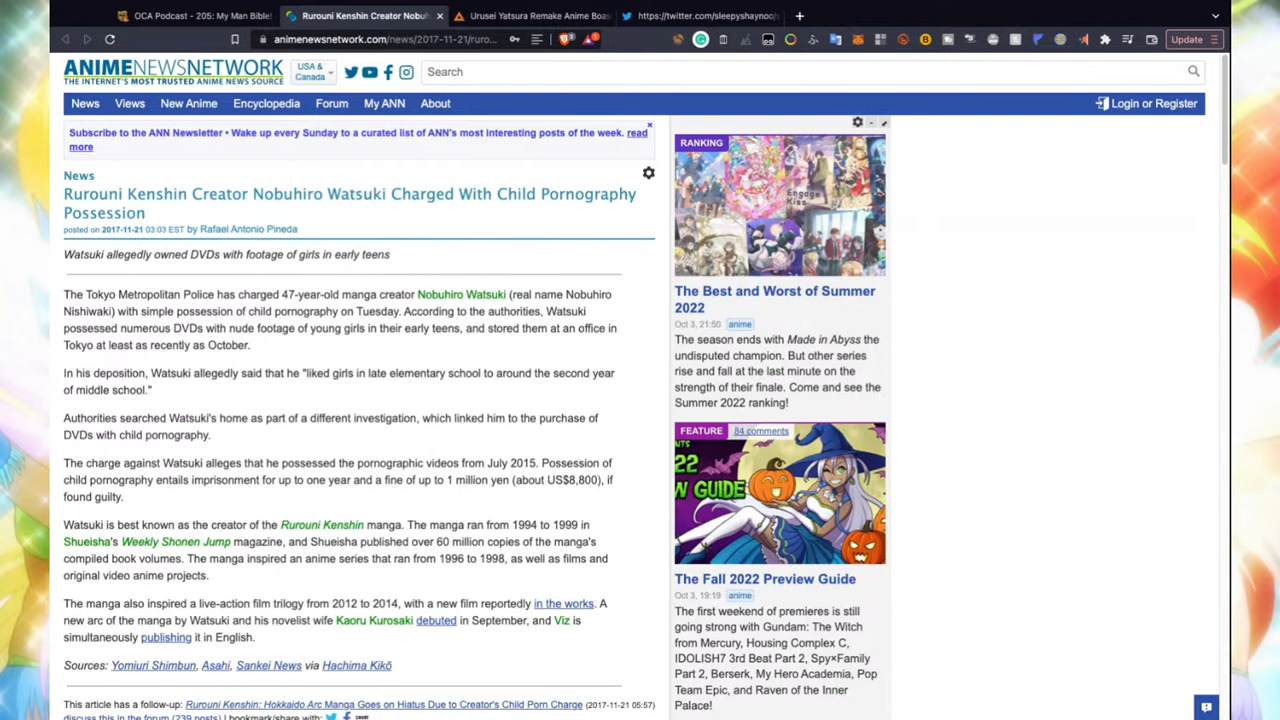 OCA Podcast - 205: My Man Bible!
Rurouni Kenshin Creator Nobuh
Urusei Yatsura Remake Anime Boa
https://twitter.com/sleepyshaynoo/s
animenewsnetwork.com/news/2017-11-21/ruro...
Update
ANIMENEWSNETWORK
THE INTERNET'S MOST TRUSTED ANIME NEWS SOURCE
USA &
Canada
Search
News Views New Anime Encyclopedia Forum My ANN About
Login or Register
Subscribe to the ANN Newsletter • Wake up every Sunday to a curated list of ANN's most interesting posts of the week. read
more
News
Rurouni Kenshin Creator Nobuhiro Watsuki Charged With Child Pornography
Possession
posted on 2017-11-21 03:03 EST by Rafael Antonio Pineda
Watsuki allegedly owned DVDs with footage of girls in early teens
The Tokyo Metropolitan Police has charged 47-year-old manga creator Nobuhiro Watsuki (real name Nobuhiro
Nishiwaki) with simple possession of child pornography on Tuesday. According to the authorities, Watsuki
possessed numerous DVDs with nude footage of young girls in their early teens, and stored them at an office in
Tokyo at least as recently as October.
In his deposition, Watsuki allegedly said that he "liked girls in late elementary school to around the second year
of middle school."
Authorities searched Watsuki's home as part of a different investigation, which linked him to the purchase of
DVDs with child pornography.
The charge against Watsuki alleges that he possessed the pornographic videos from July 2015. Possession of
child pornography entails imprisonment for up to one year and a fine of up to 1 million yen (about US$8,800), if
found guilty.
Watsuki is best known as the creator of the Rurouni Kenshin manga. The manga ran from 1994 to 1999 in
Shueisha's Weekly Shonen Jump magazine, and Shueisha published over 60 million copies of the manga's
compiled book volumes. The manga inspired an anime series that ran from 1996 to 1998, as well as films and
original video anime projects.
The manga also inspired a live-action film trilogy from 2012 to 2014, with a new film reportedly in the works. A
new arc of the manga by Watsuki and his novelist wife Kaoru Kurosaki debuted in September, and Viz is
simultaneously publishing it in English.
Sources: Yomiuri Shimbun, Asahi, Sankei News via Hachima Kikō
This article has a follow-up: Rurouni Kenshin: Hokkaido Arc Manga Goes on Hiatus Due to Creator's Child Porn Charge (2017-11-21 05:57)
discuss this in the forum (239 posts) | bookmark/share with:
RANKING
Engage
Kiss
The Best and Worst of Summer
2022
Oct 3, 21:50 anime
The season ends with Made in Abyss the
undisputed champion. But other series
rise and fall at the last minute on the
strength of their finale. Come and see the
Summer 2022 ranking!
FEATURE 84 comments
22
W GUIDE
The Fall 2022 Preview Guide
Oct 3, 19:19 anime
The first weekend of premieres is still
going strong with Gundam: The Witch
from Mercury, Housing Complex C,
IDOLISH7 3rd Beat Part 2, Spy×Family
Part 2, Berserk, My Hero Academia, Pop
Team Epic, and Raven of the Inner
Palace!